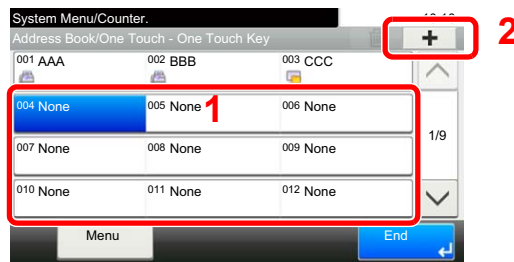 System Menu/Counter.
Address Book/One Touch - One Touch Key
+
2
001 AAA
002 BBB
003 CCC
004 None
005 None
1
006 None
1/9
007 None
008 None
009 None
010 None
011 None
012 None
Menu
End